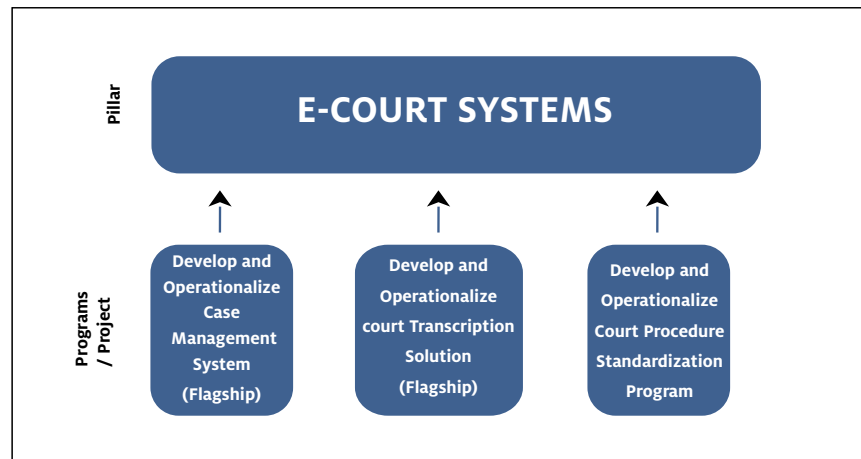 Pillar
E-COURT SYSTEMS
Programs
/ Project
Develop and
Operationalize
Case
Management
System
(Flagship)
Develop and
Operationalize
court Transcription
Solution
(Flagship)
Develop and
Operationalize
Court Procedure
Standardization
Program